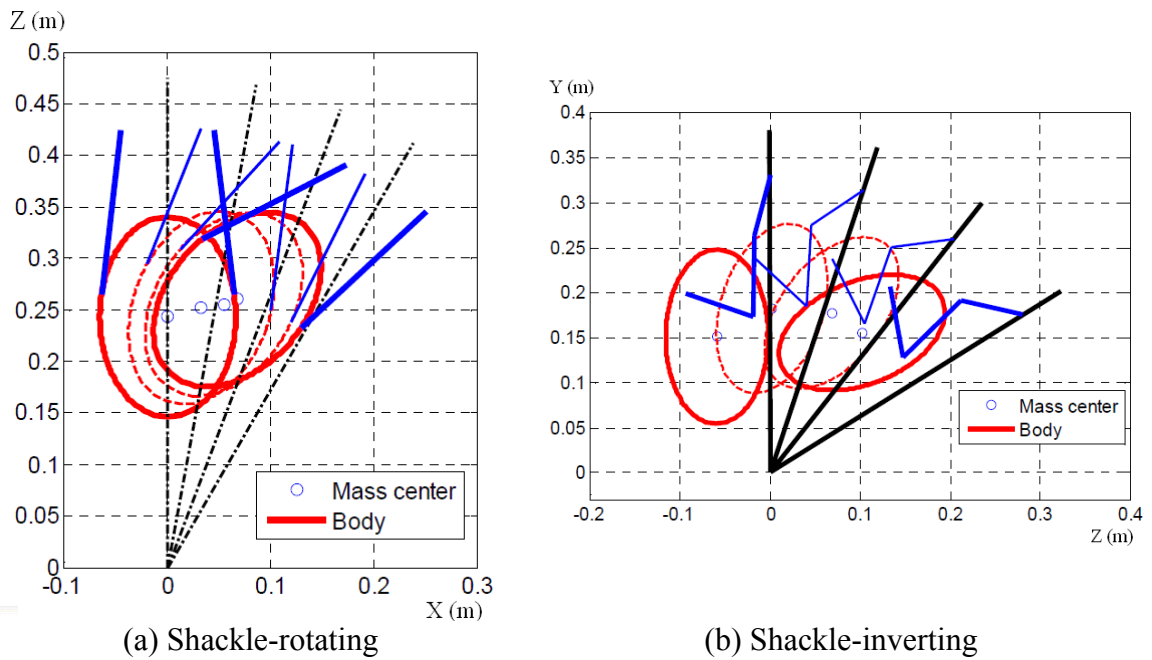 Z (m)
0.5
0.45
0.4
0.35
0.3
0.25
0.2
0.15
0.1
0.05
0
-0.1 0 0.1 0.2 0.3
X (m)
Mass center
Body
(a) Shackle-rotating
Y (m)
0.4
0.35
0.3
0.25
0.2
0.15
0.1
0.05
0
-0.2 -0.1 0 0.1 0.2 0.3 0.4
Z (m)
Mass center
Body
(b) Shackle-inverting